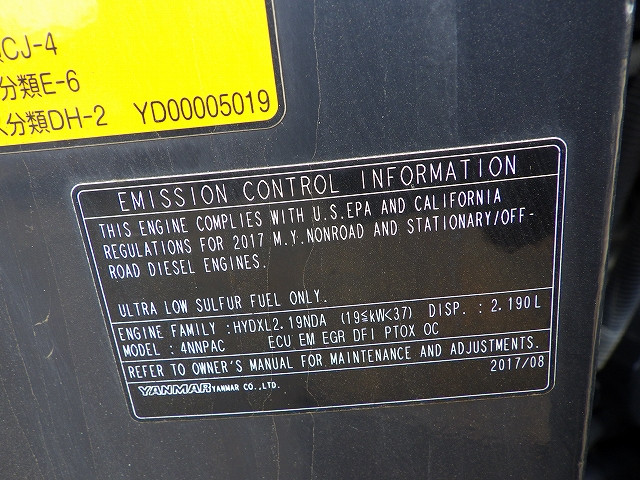 CJ-4
分類E-6
分類DH-2 YD00005019
EMISSION CONTROL INFORMATION
THIS ENGINE COMPLIES WITH U.S.EPA AND CALIFORNIA
REGULATIONS FOR 2017 M.Y.NONROAD AND STATIONARY/OFF-
ROAD DIESEL ENGINES.
ULTRA LOW SULFUR FUEL ONLY.
ENGINE FAMILY :HYDXL2.19NDA (19≦kW<37) DISP. : 2.190L
MODEL : 4NNPAC ECU EM EGR DFI PTOX OC
REFER TO OWNER'S MANUAL FOR MAINTENANCE AND ADJUSTMENTS.
2017/08
YANMAR YANMAR CO.,LTD.